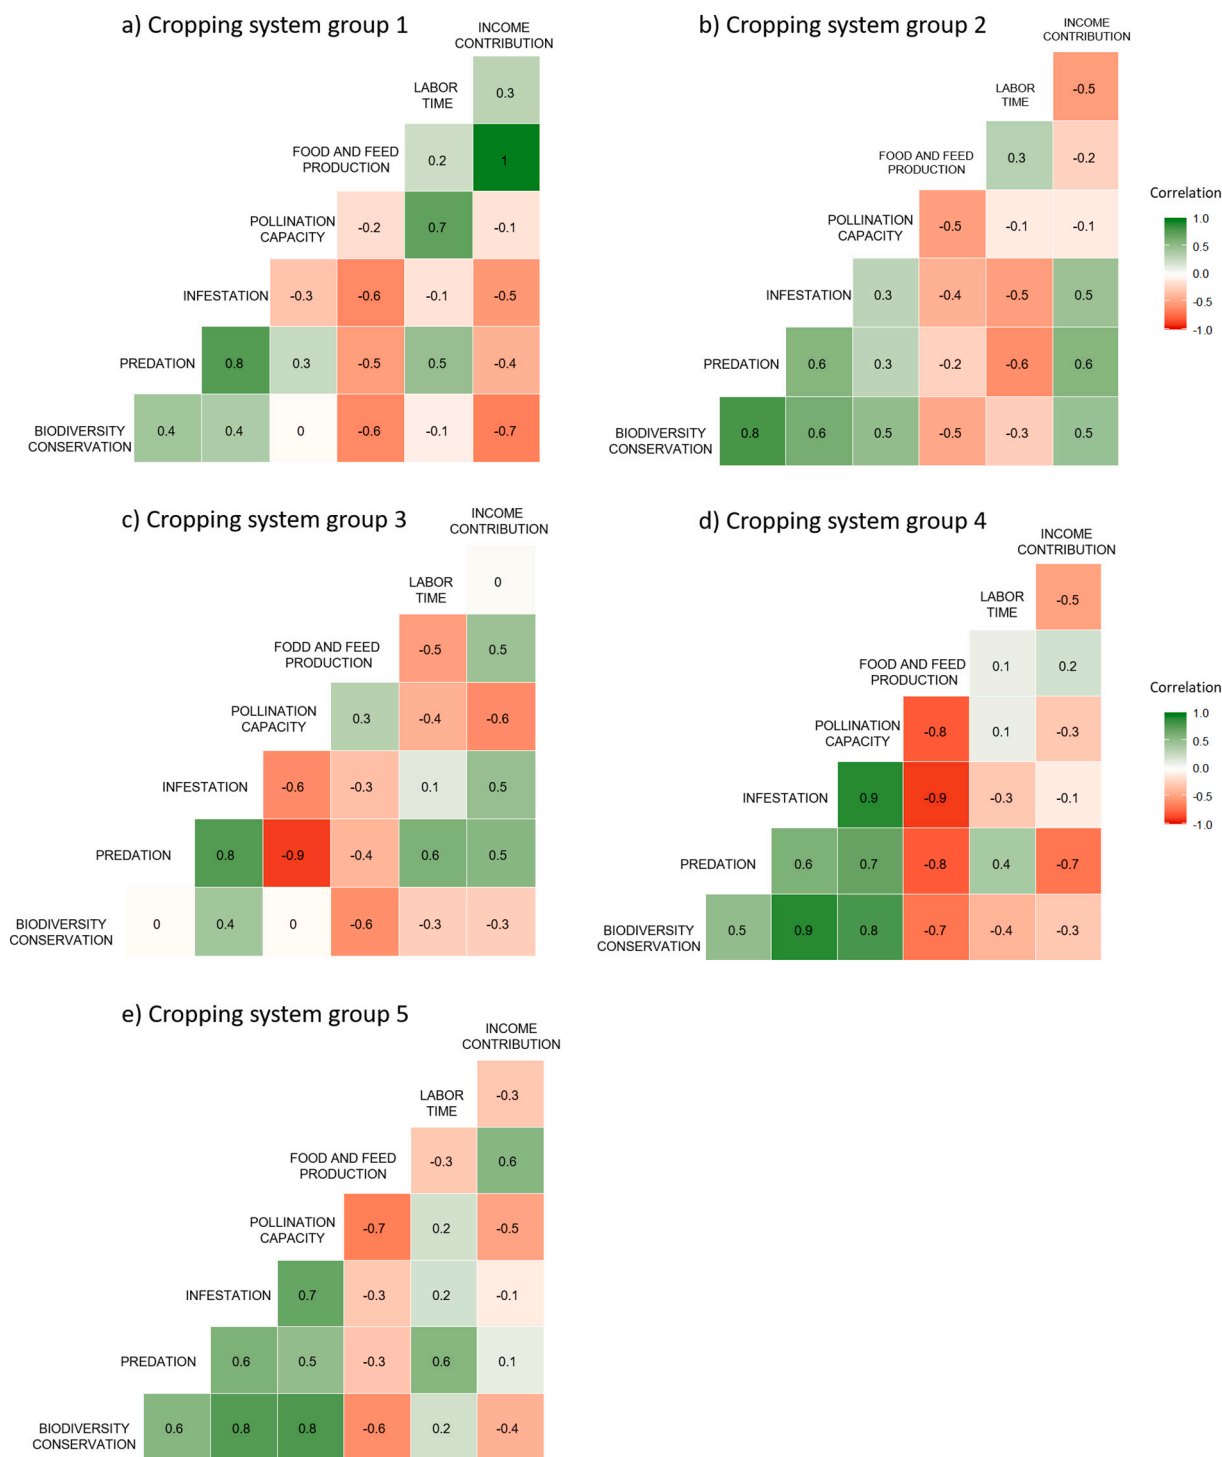 a) Cropping system group 1
INCOME
CONTRIBUTION
LABOR
TIME
0.3
FOOD AND FEED
PRODUCTION
0.2
1
POLLINATION
CAPACITY
-0.2
0.7
-0.1
INFESTATION
-0.3
-0.6
-0.1
-0.5
PREDATION
0.8
0.3
-0.5
0.5
-0.4
BIODIVERSITY
CONSERVATION
0.4
0.4
0
-0.6
-0.1
-0.7
b) Cropping system group 2
INCOME
CONTRIBUTION
LABOR
TIME
-0.5
FOOD AND FEED
PRODUCTION
0.3
-0.2
POLLINATION
CAPACITY
-0.5
-0.1
-0.1
INFESTATION
0.3
-0.4
-0.5
0.5
PREDATION
0.6
0.3
-0.2
-0.6
0.6
BIODIVERSITY
CONSERVATION
0.8
0.6
0.5
-0.5
-0.3
0.5
Correlation
1.0
0.5
0.0
-0.5
-1.0
c) Cropping system group 3
INCOME
CONTRIBUTION
LABOR
TIME
0
FODD AND FEED
PRODUCTION
-0.5
0.5
POLLINATION
CAPACITY
0.3
-0.4
-0.6
INFESTATION
-0.6
-0.3
0.1
0.5
PREDATION
0.8
-0.9
-0.4
0.6
0.5
BIODIVERSITY
CONSERVATION
0
0.4
0
-0.6
-0.3
-0.3
d) Cropping system group 4
INCOME
CONTRIBUTION
LABOR
TIME
-0.5
FOOD AND FEED
PRODUCTION
0.1
0.2
POLLINATION
CAPACITY
-0.8
0.1
-0.3
INFESTATION
0.9
-0.9
-0.3
-0.1
PREDATION
0.6
0.7
-0.8
0.4
-0.7
BIODIVERSITY
CONSERVATION
0.5
0.9
0.8
-0.7
-0.4
-0.3
Correlation
1.0
0.5
0.0
-0.5
-1.0
e) Cropping system group 5
INCOME
CONTRIBUTION
LABOR
TIME
-0.3
FOOD AND FEED
PRODUCTION
-0.3
0.6
POLLINATION
CAPACITY
-0.7
0.2
-0.5
INFESTATION
0.7
-0.3
0.2
-0.1
PREDATION
0.6
0.5
-0.3
0.6
0.1
BIODIVERSITY
CONSERVATION
0.6
0.8
0.8
-0.6
0.2
-0.4